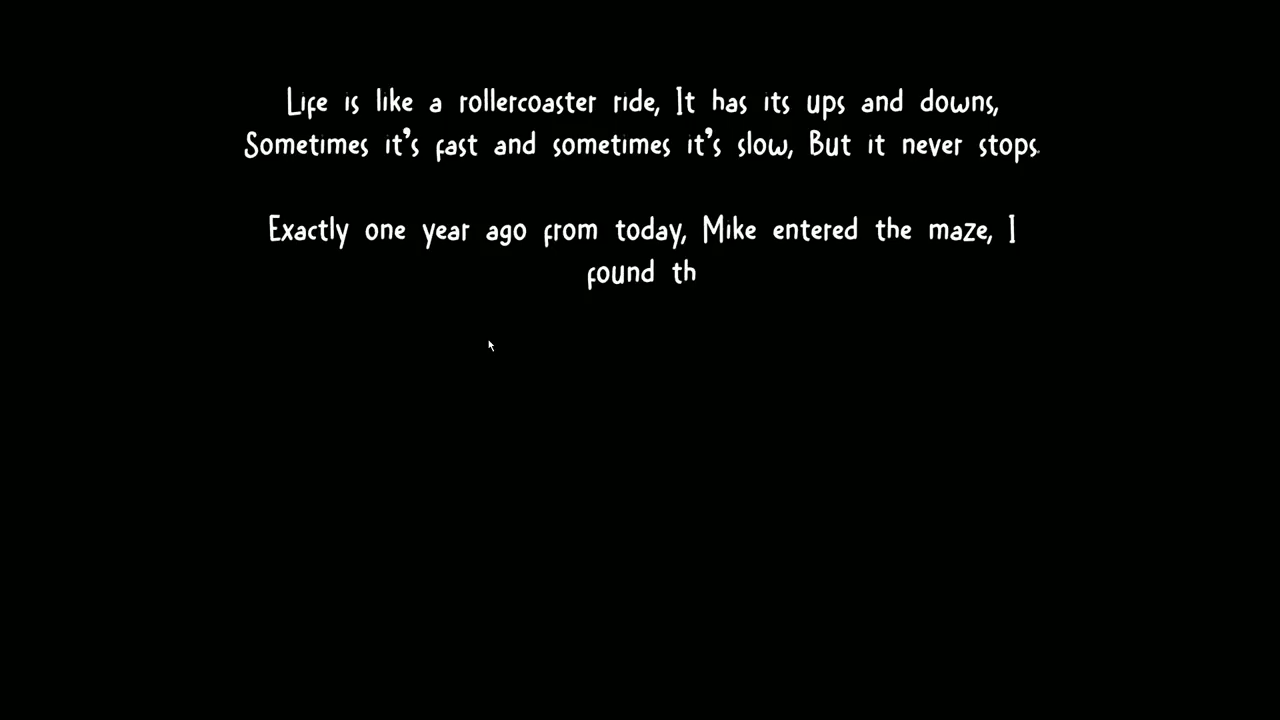 Life is like a rollercoaster ride, It has its ups and downs,
Sometimes it's fast and sometimes it's slow, But it never stops.
Exactly one year ago from today, Mike entered the maze, I
found th